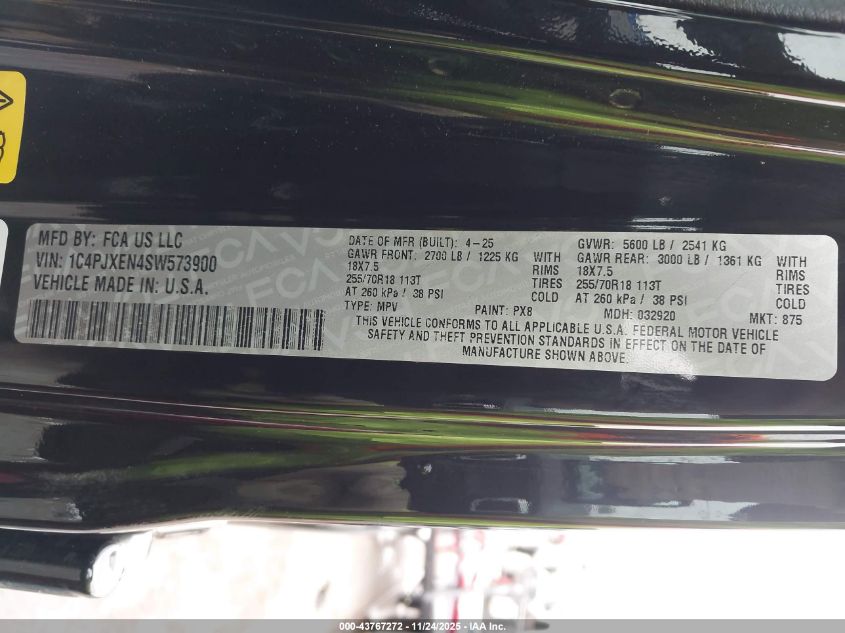 MFD BY: FCA US LLC
VIN: 1C4PJXEN4SW573900
VEHICLE MADE IN: U.S.A.
DATE OF MFR (BUILT): 4-25
GAWR FRONT: 2700 LB / 1225 KG WITH
18X7.5 RIMS
255/70R18 113T TIRES
AT 260 kPa / 38 PSI COLD
TYPE: MPV PAINT: PX8
GVWR: 5600 LB / 2541 KG
GAWR REAR: 3000 LB / 1361 KG WITH
18X7.5 RIMS
255/70R18 113T TIRES
AT 260 kPa / 38 PSI COLD
MDH: 032920 MKT: 875
THIS VEHICLE CONFORMS TO ALL APPLICABLE U.S.A. FEDERAL MOTOR VEHICLE
SAFETY AND THEFT PREVENTION STANDARDS IN EFFECT ON THE DATE OF
MANUFACTURE SHOWN ABOVE.
000-43767272 - 11/24/2025 - IAA Inc.